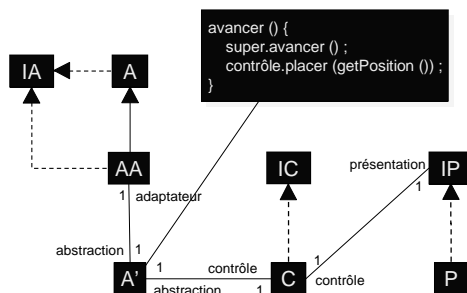 avancer () {
super.avancer () ;
contrôle.placer (getPosition ()) ;
}
IA
A
AA
IC
présentation
IP
1
adaptateur
1
abstraction
1
1
A'
1
contrôle
abstraction
1
C
contrôle
P